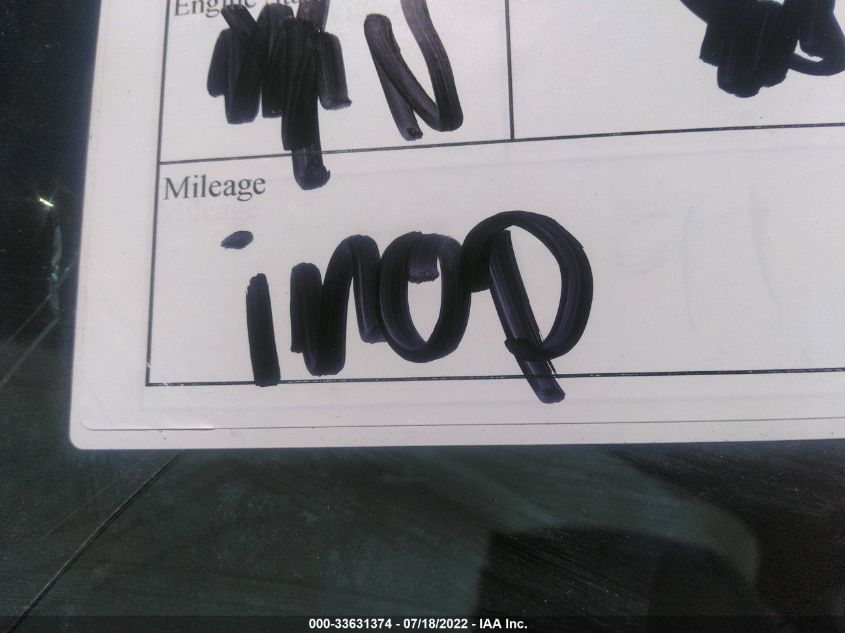 Engine
N
Mileage
inop
000-33631374 - 07/18/2022 - IAA Inc.